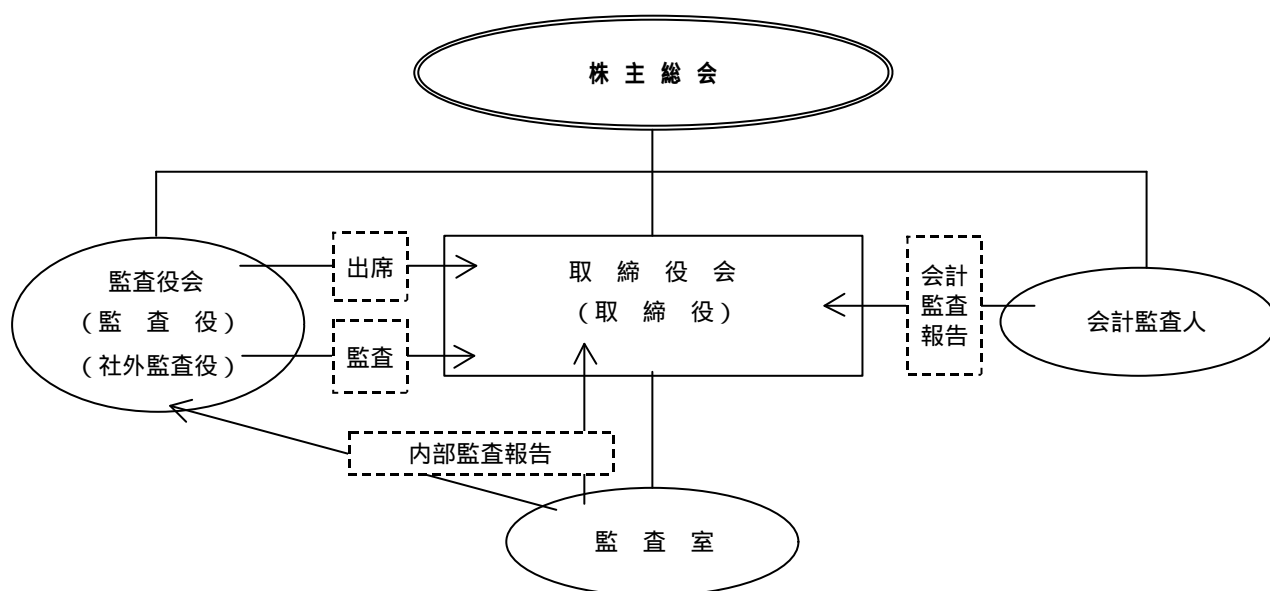 株 主 総 会
監査役会
(監 査 役)
(社外監査役)
出席
監査
取 締 役 会
(取 締 役)
会計
監査
報告
会計監査人
内部監査報告
監 査 室